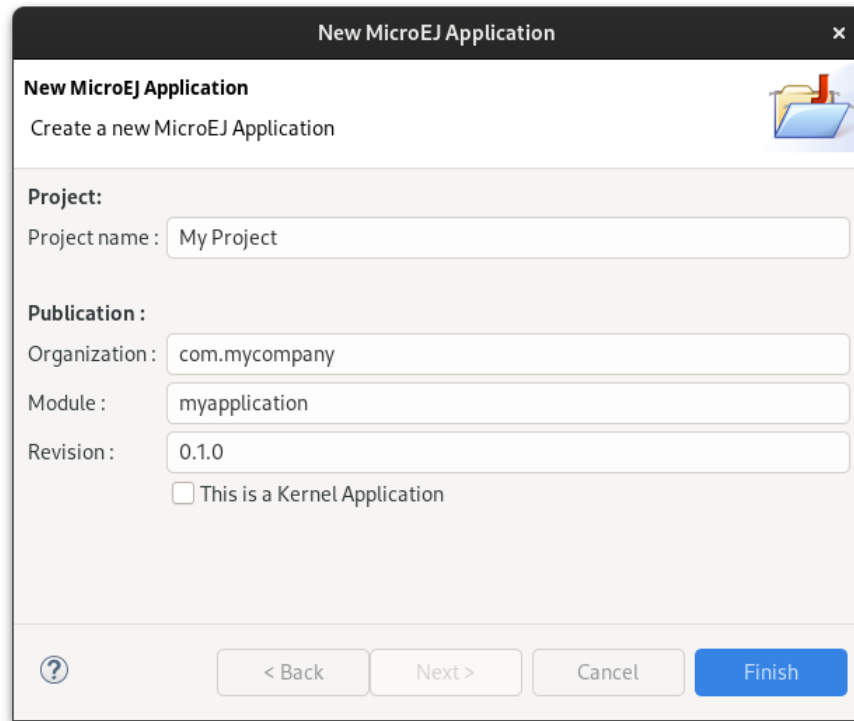 New MicroEJ Application
×
New MicroEJ Application
Create a new MicroEJ Application
Project:
Project name : My Project
Publication :
Organization : com.mycompany
Module : myapplication
Revision : 0.1.0
This is a Kernel Application
? < Back Next > Cancel Finish